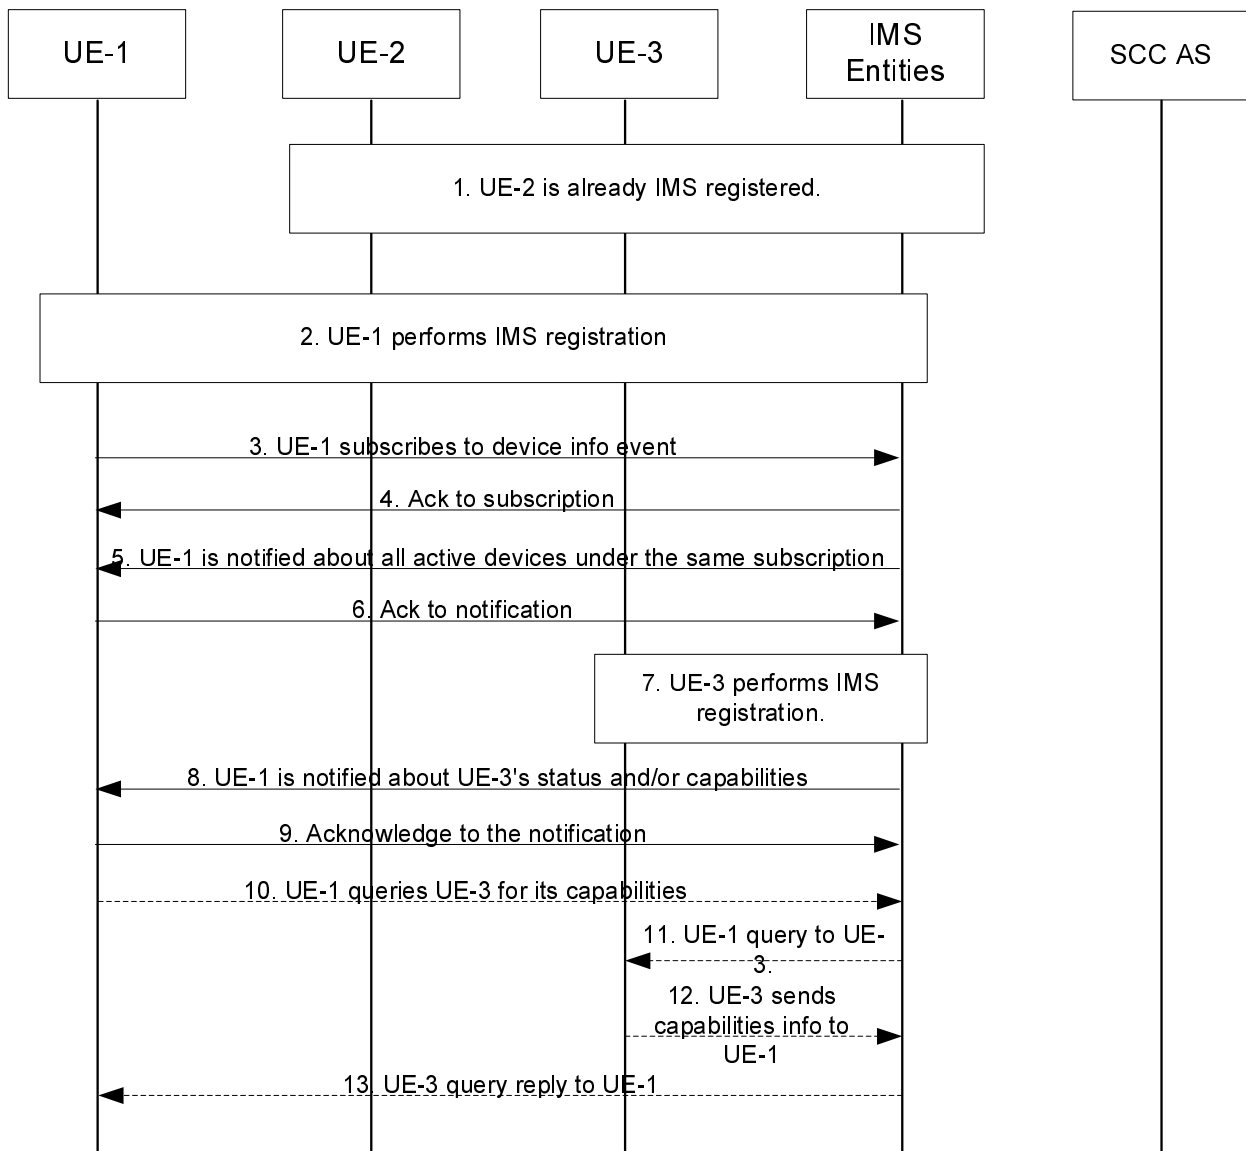 UE-1
UE-2
UE-3
IMS
Entities
SCC AS
1. UE-2 is already IMS registered.
2. UE-1 performs IMS registration
3. UE-1 subscribes to device info event
4. Ack to subscription
5. UE-1 is notified about all active devices under the same subscription
6. Ack to notification
7. UE-3 performs IMS
registration.
8. UE-1 is notified about UE-3's status and/or capabilities
9. Acknowledge to the notification
10. UE-1 queries UE-3 for its capabilities
11. UE-1 query to UE-
3.
12. UE-3 sends
capabilities info to
UE-1
13. UE-3 query reply to UE-1